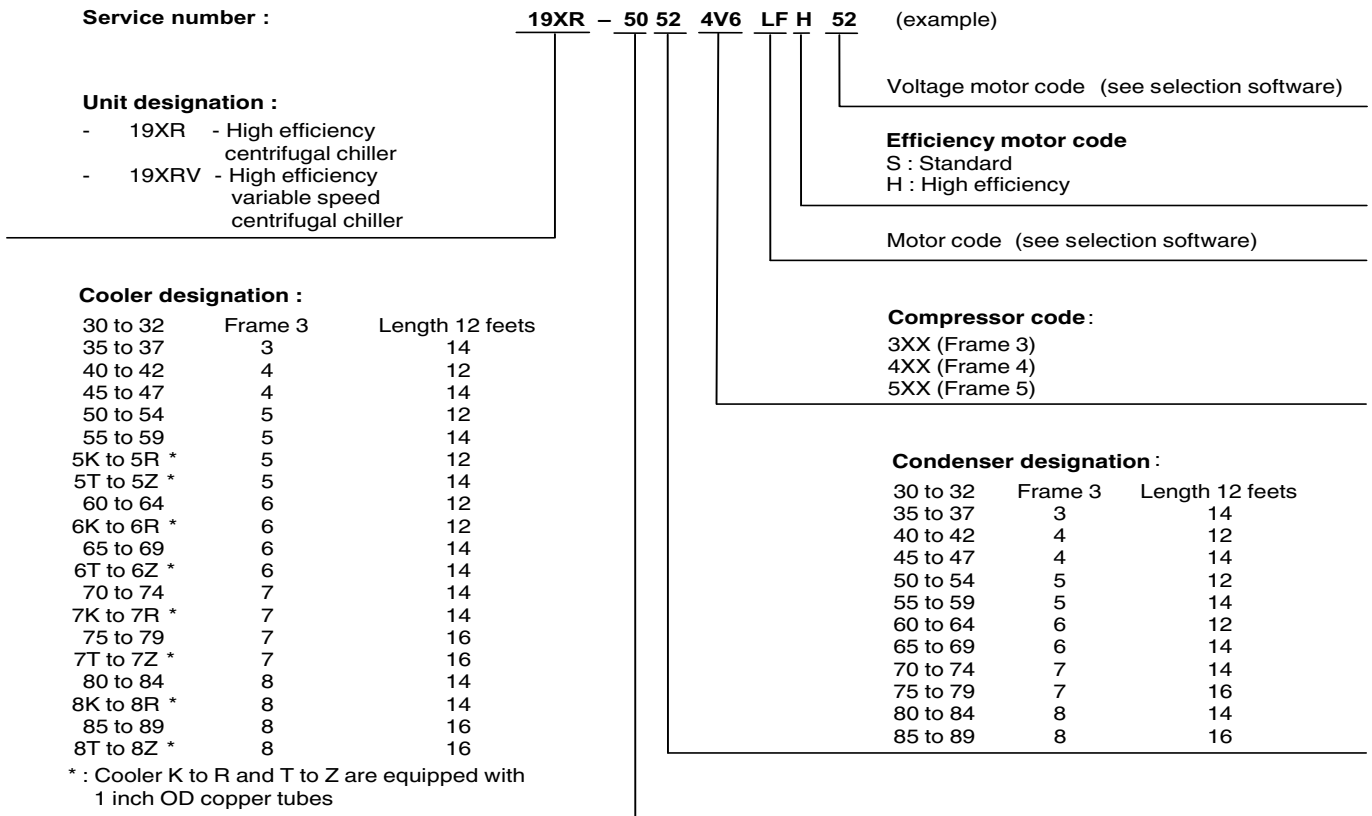 Service number : 19XR – 50 52 4V6 LF H 52 (example)
Unit designation :
- 19XR - High efficiency
centrifugal chiller
- 19XRV - High efficiency
variable speed
centrifugal chiller
Cooler designation :
30 to 32 Frame 3 Length 12 feets
35 to 37 3 14
40 to 42 4 12
45 to 47 4 14
50 to 54 5 12
55 to 59 5 14
5K to 5R * 5 12
5T to 5Z * 5 14
60 to 64 6 12
6K to 6R * 6 12
65 to 69 6 14
6T to 6Z * 6 14
70 to 74 7 14
7K to 7R * 7 14
75 to 79 7 16
7T to 7Z * 7 16
80 to 84 8 14
8K to 8R * 8 14
85 to 89 8 16
8T to 8Z * 8 16
* : Cooler K to R and T to Z are equipped with
1 inch OD copper tubes
Voltage motor code (see selection software)
Efficiency motor code
S : Standard
H : High efficiency
Motor code (see selection software)
Compressor code:
3XX (Frame 3)
4XX (Frame 4)
5XX (Frame 5)
Condenser designation :
30 to 32 Frame 3 Length 12 feets
35 to 37 3 14
40 to 42 4 12
45 to 47 4 14
50 to 54 5 12
55 to 59 5 14
60 to 64 6 12
65 to 69 6 14
70 to 74 7 14
75 to 79 7 16
80 to 84 8 14
85 to 89 8 16